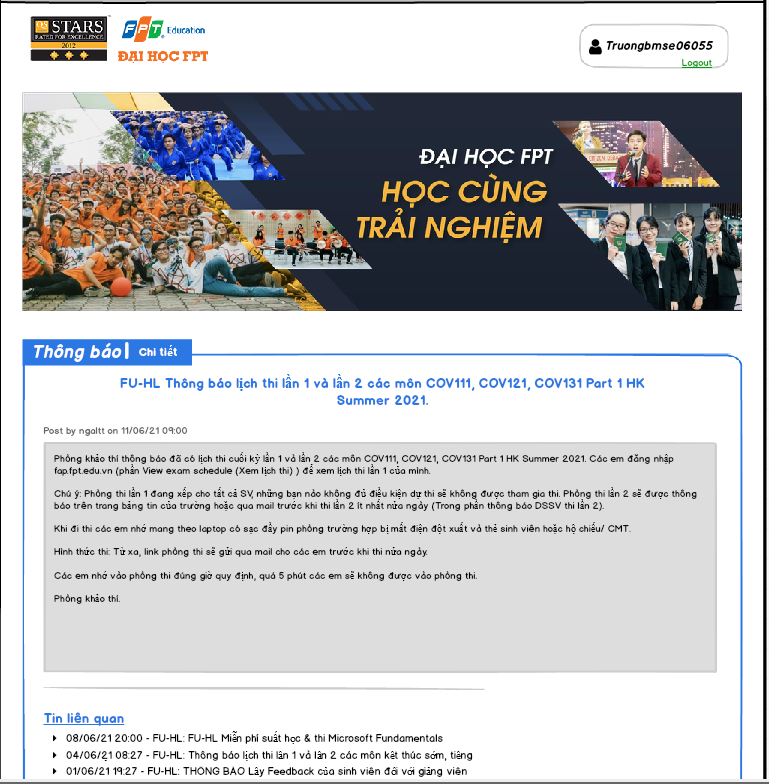 QS STARS
RATED FOR EXCELLENCE
2012
FPT Education
ĐẠI HỌC FPT
Truongbmse06055
Logout
ĐẠI HỌC FPT
HỌC CÙNG
TRẢI NGHIỆM
Thông báo | Chi tiết
FU-HL Thông báo lịch thi lần 1 và lần 2 các môn COV111, COV121, COV131 Part 1 HK
Summer 2021.
Post by ngaltt on 11/06/21 09:00
Phòng khảo thí thông báo đã có lịch thi cuối kỳ lần 1 vả lần 2 các môn COV111, COV121, COV131 Part 1 HK Summer 2021. Các em đăng nhập
fap.fpt.edu.vn (phần View exam schedule (Xem lịch thi) ) để xem lịch thi lần 1 của mình.
Chú ý: Phòng thi lần 1 đang xếp cho tất cả SV, những bạn nào không đủ điều kiện dự thi sẽ không được tham gia thi. Phòng thi lần 2 sẽ được thông
báo trên trang bảng tin của trường hoặc qua mail trước khi thi lần 2 ít nhất nửa ngày (Trong phần thông báo DSSV thi lần 2).
Khi đi thi các em nhớ mang theo laptop có sạc đầy pin phòng trường hợp bị mất điện đột xuất và thẻ sinh viên hoặc hộ chiếu/ CMT.
Hình thức thi: Từ xa, link phòng thi sẽ gửi qua mail cho các em trước khi thi nửa ngày.
Các em nhớ vào phòng thi đúng giờ quy định, quá 5 phút các em sẽ không được vào phòng thi.
Phòng khảo thí.
Tin liên quan
08/06/21 20:00 - FU-HL: FU-HL Miễn phí suất học & thi Microsoft Fundamentals
04/06/21 08:27 - FU-HL: Thông báo lịch thi lần 1 và lần 2 các môn kết thúc sớm, tiếng
01/06/21 19:27 - FU-HL: THÔNG BÁO Lấy Feedback của sinh viên đối với giảng viên